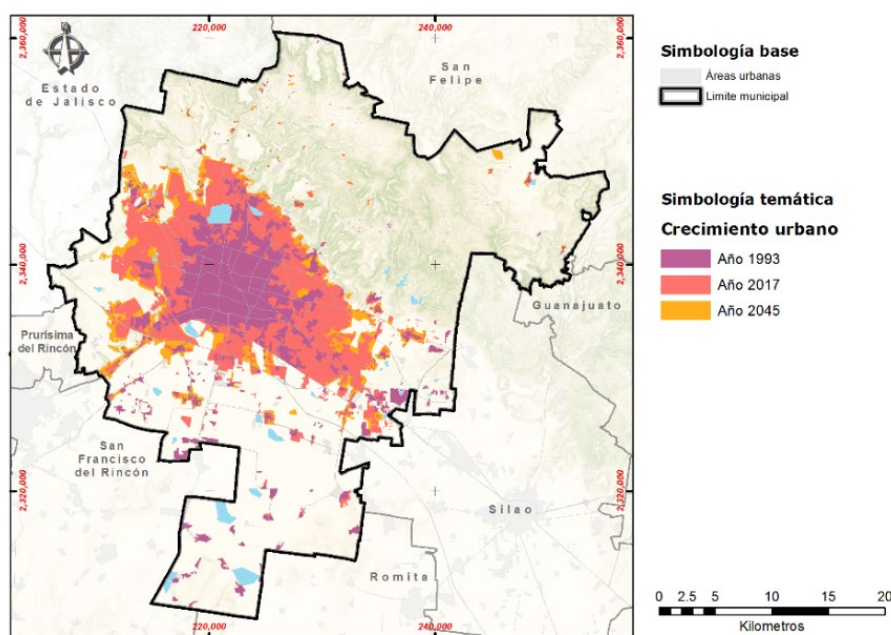 220,000
240,000
2,360,000
2,360,000
Estado
de Jalisco
San
Felipe
2,340,000
2,340,000
Guanajuato
Prurísima
del Rincón
San
Francisco
del Rincón
2,320,000
2,320,000
Silao
Romita
220,000
240,000
Simbología base
Áreas urbanas
Limite municipal
Simbología temática
Crecimiento urbano
Año 1993
Año 2017
Año 2045
0 2.5 5 10 15 20
Kilometros